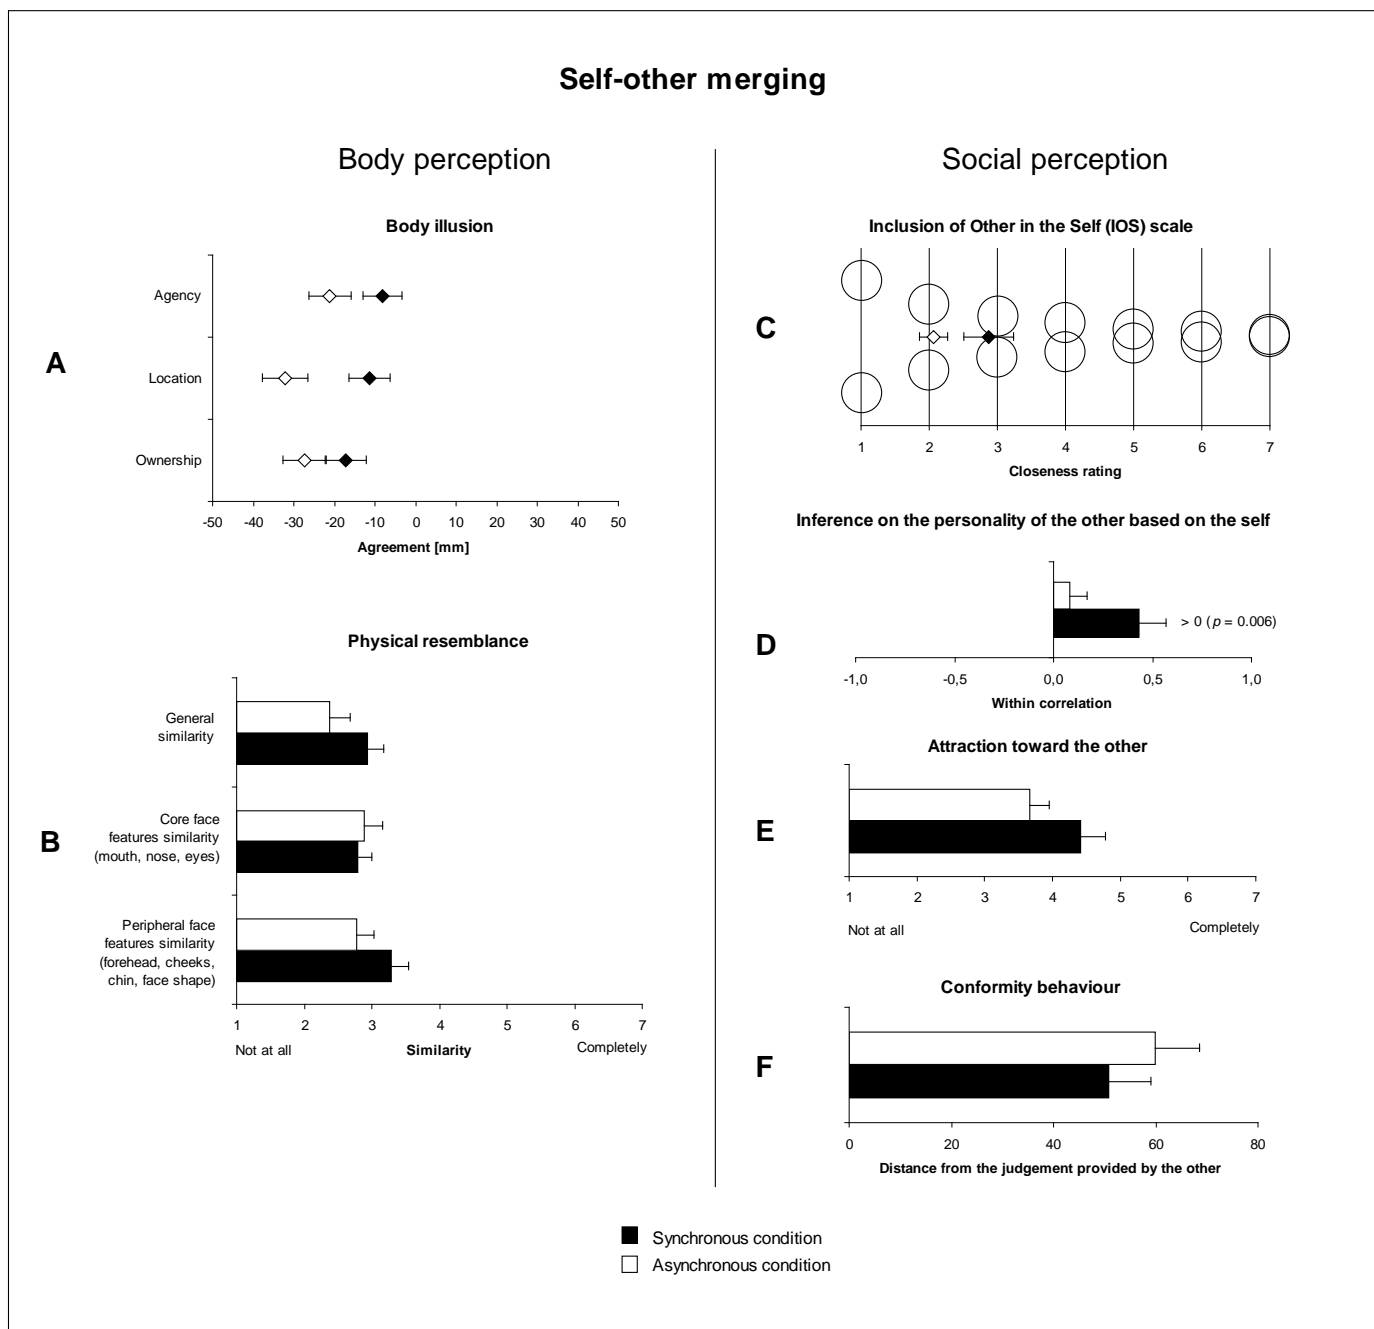 Self-other merging
Body perception
Body illusion
A
Agency
Location
Ownership
-50 -40 -30 -20 -10 0 10 20 30 40 50
Agreement [mm]
Physical resemblance
B
General
similarity
Core face
features similarity
(mouth, nose, eyes)
Peripheral face
features similarity
(forehead, cheeks,
chin, face shape)
1 2 3 4 5 6 7
Not at all Similarity Completely
Social perception
Inclusion of Other in the Self (IOS) scale
C
1 2 3 4 5 6 7
Closeness rating
Inference on the personality of the other based on the self
D
> 0 (p = 0.006)
-1,0 -0,5 0,0 0,5 1,0
Within correlation
Attraction toward the other
E
1 2 3 4 5 6 7
Not at all Completely
Conformity behaviour
F
0 20 40 60 80
Distance from the judgement provided by the other
Synchronous condition
Asynchronous condition